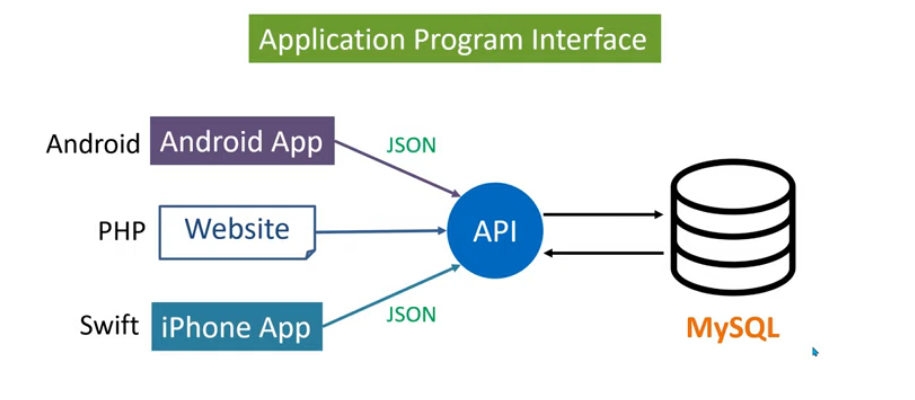 Application Program Interface
Android
Android App
JSON
PHP
Website
API
Swift
iPhone App
JSON
MySQL